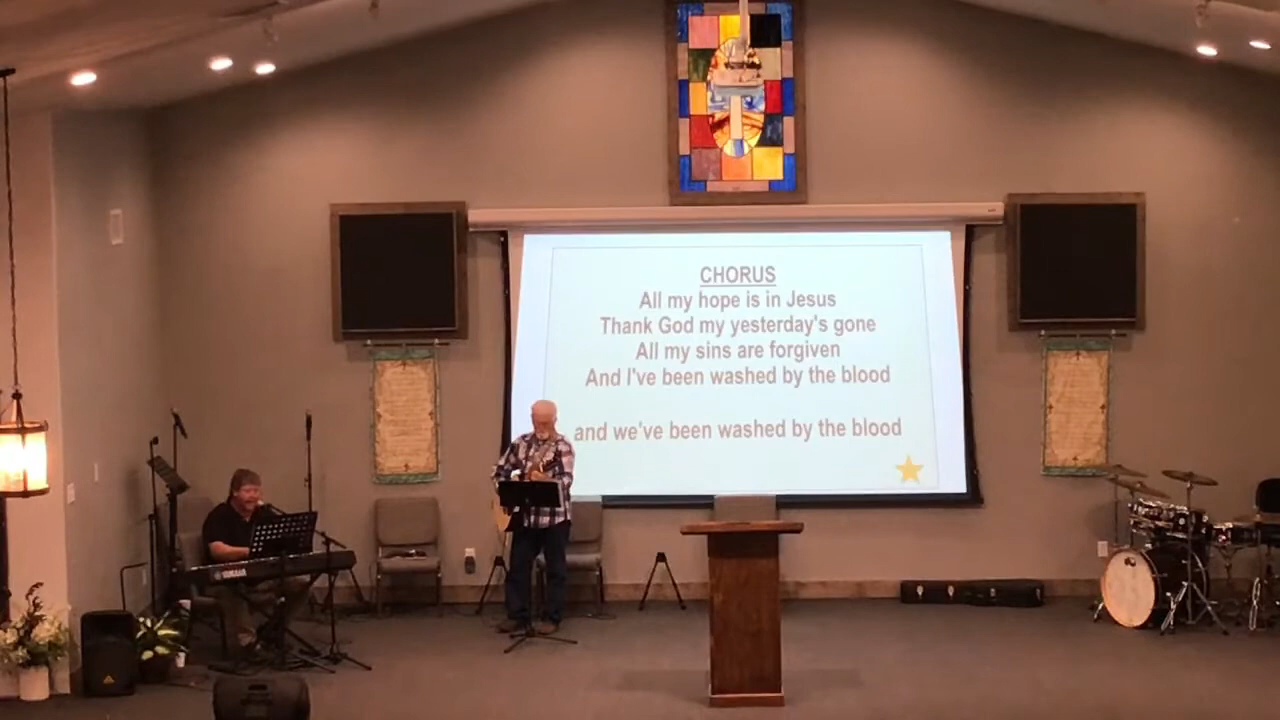 CHORUS
All my hope is in Jesus
Thank God my yesterday's gone
All my sins are forgiven
And I've been washed by the blood
and we've been washed by the blood
YAMAHA